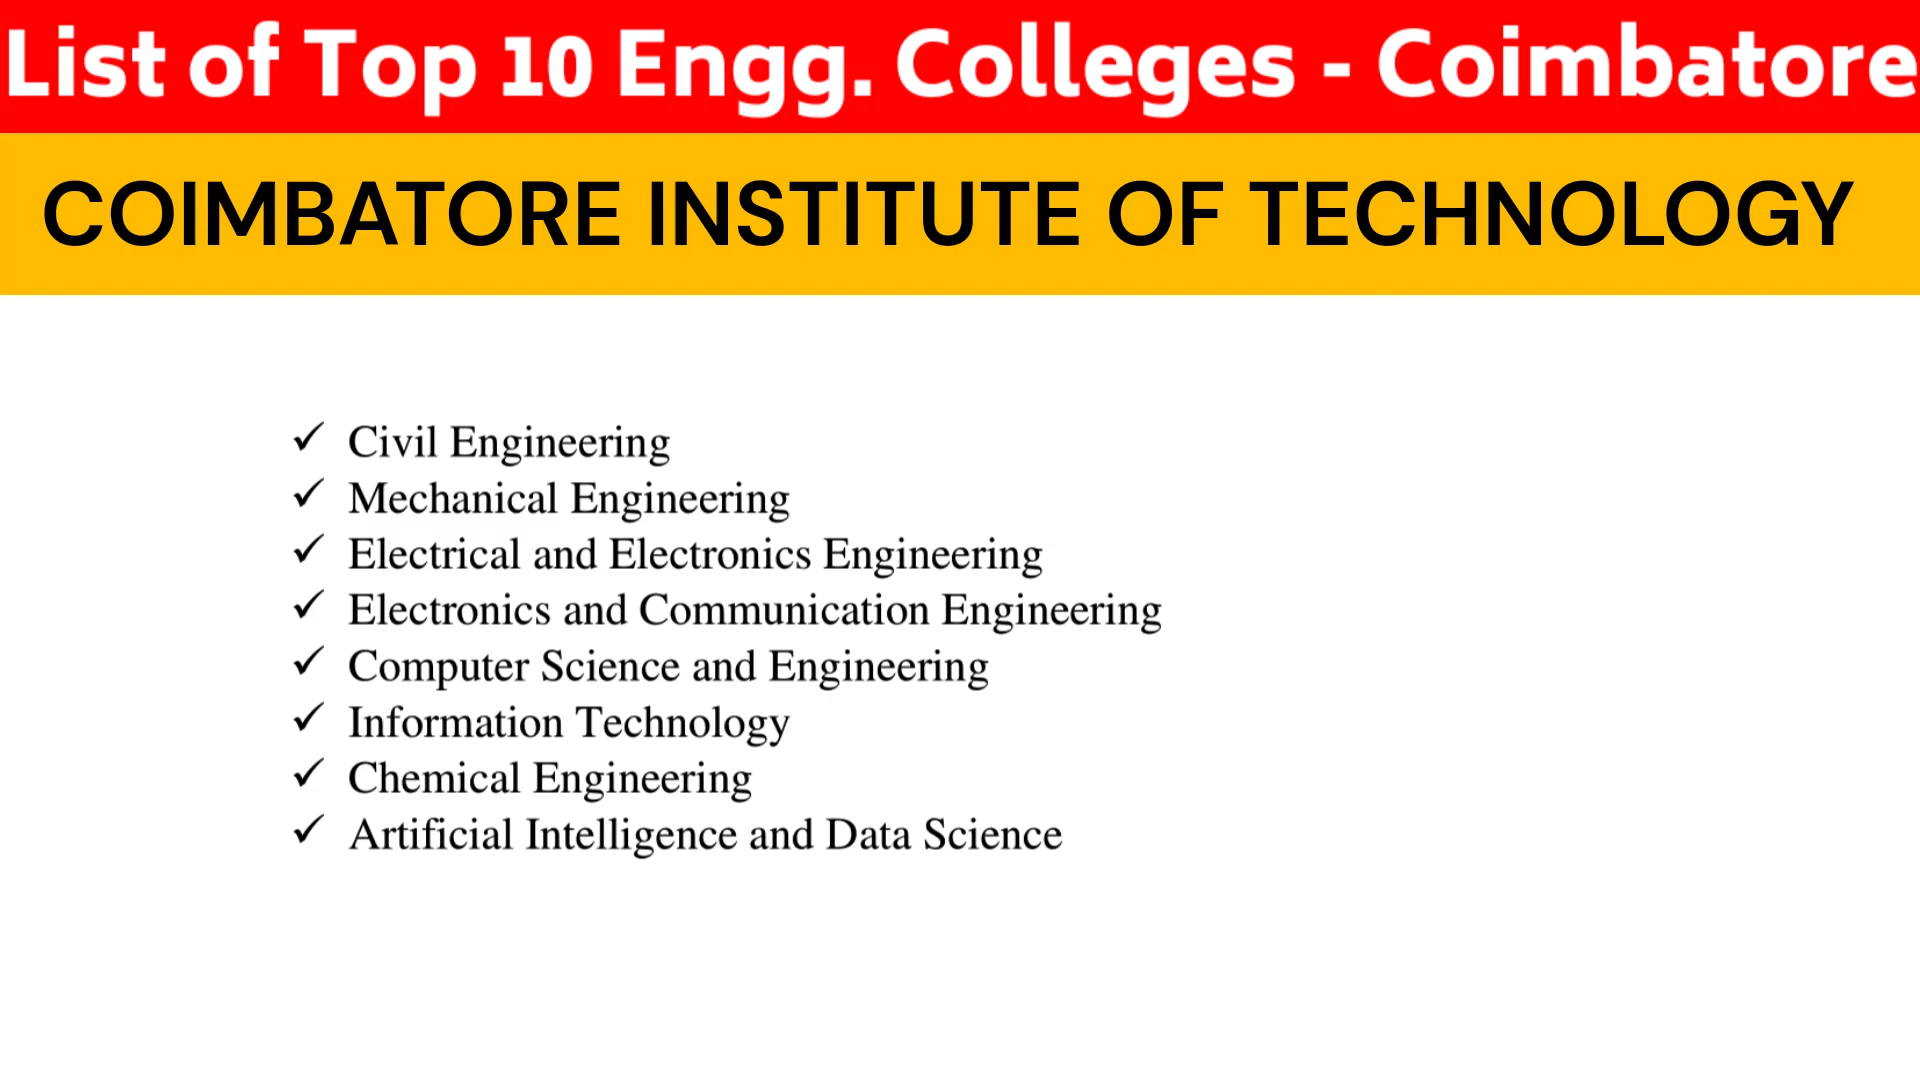 List of Top 10 Engg. Colleges - Coimbatore
COIMBATORE INSTITUTE OF TECHNOLOGY
✓ Civil Engineering
✓ Mechanical Engineering
✓ Electrical and Electronics Engineering
✓ Electronics and Communication Engineering
✓ Computer Science and Engineering
✓ Information Technology
✓ Chemical Engineering
✓ Artificial Intelligence and Data Science